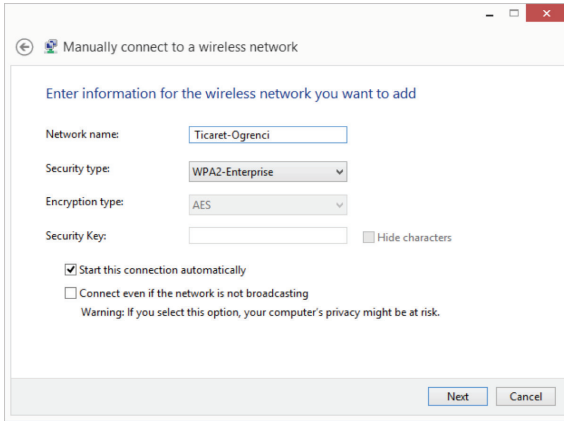 Manually connect to a wireless network
Enter information for the wireless network you want to add
Network name: Ticaret-Ogrenci
Security type: WPA2-Enterprise
Encryption type: AES
Security Key: Hide characters
Start this connection automatically
Connect even if the network is not broadcasting
Warning: If you select this option, your computer's privacy might be at risk.
Next Cancel